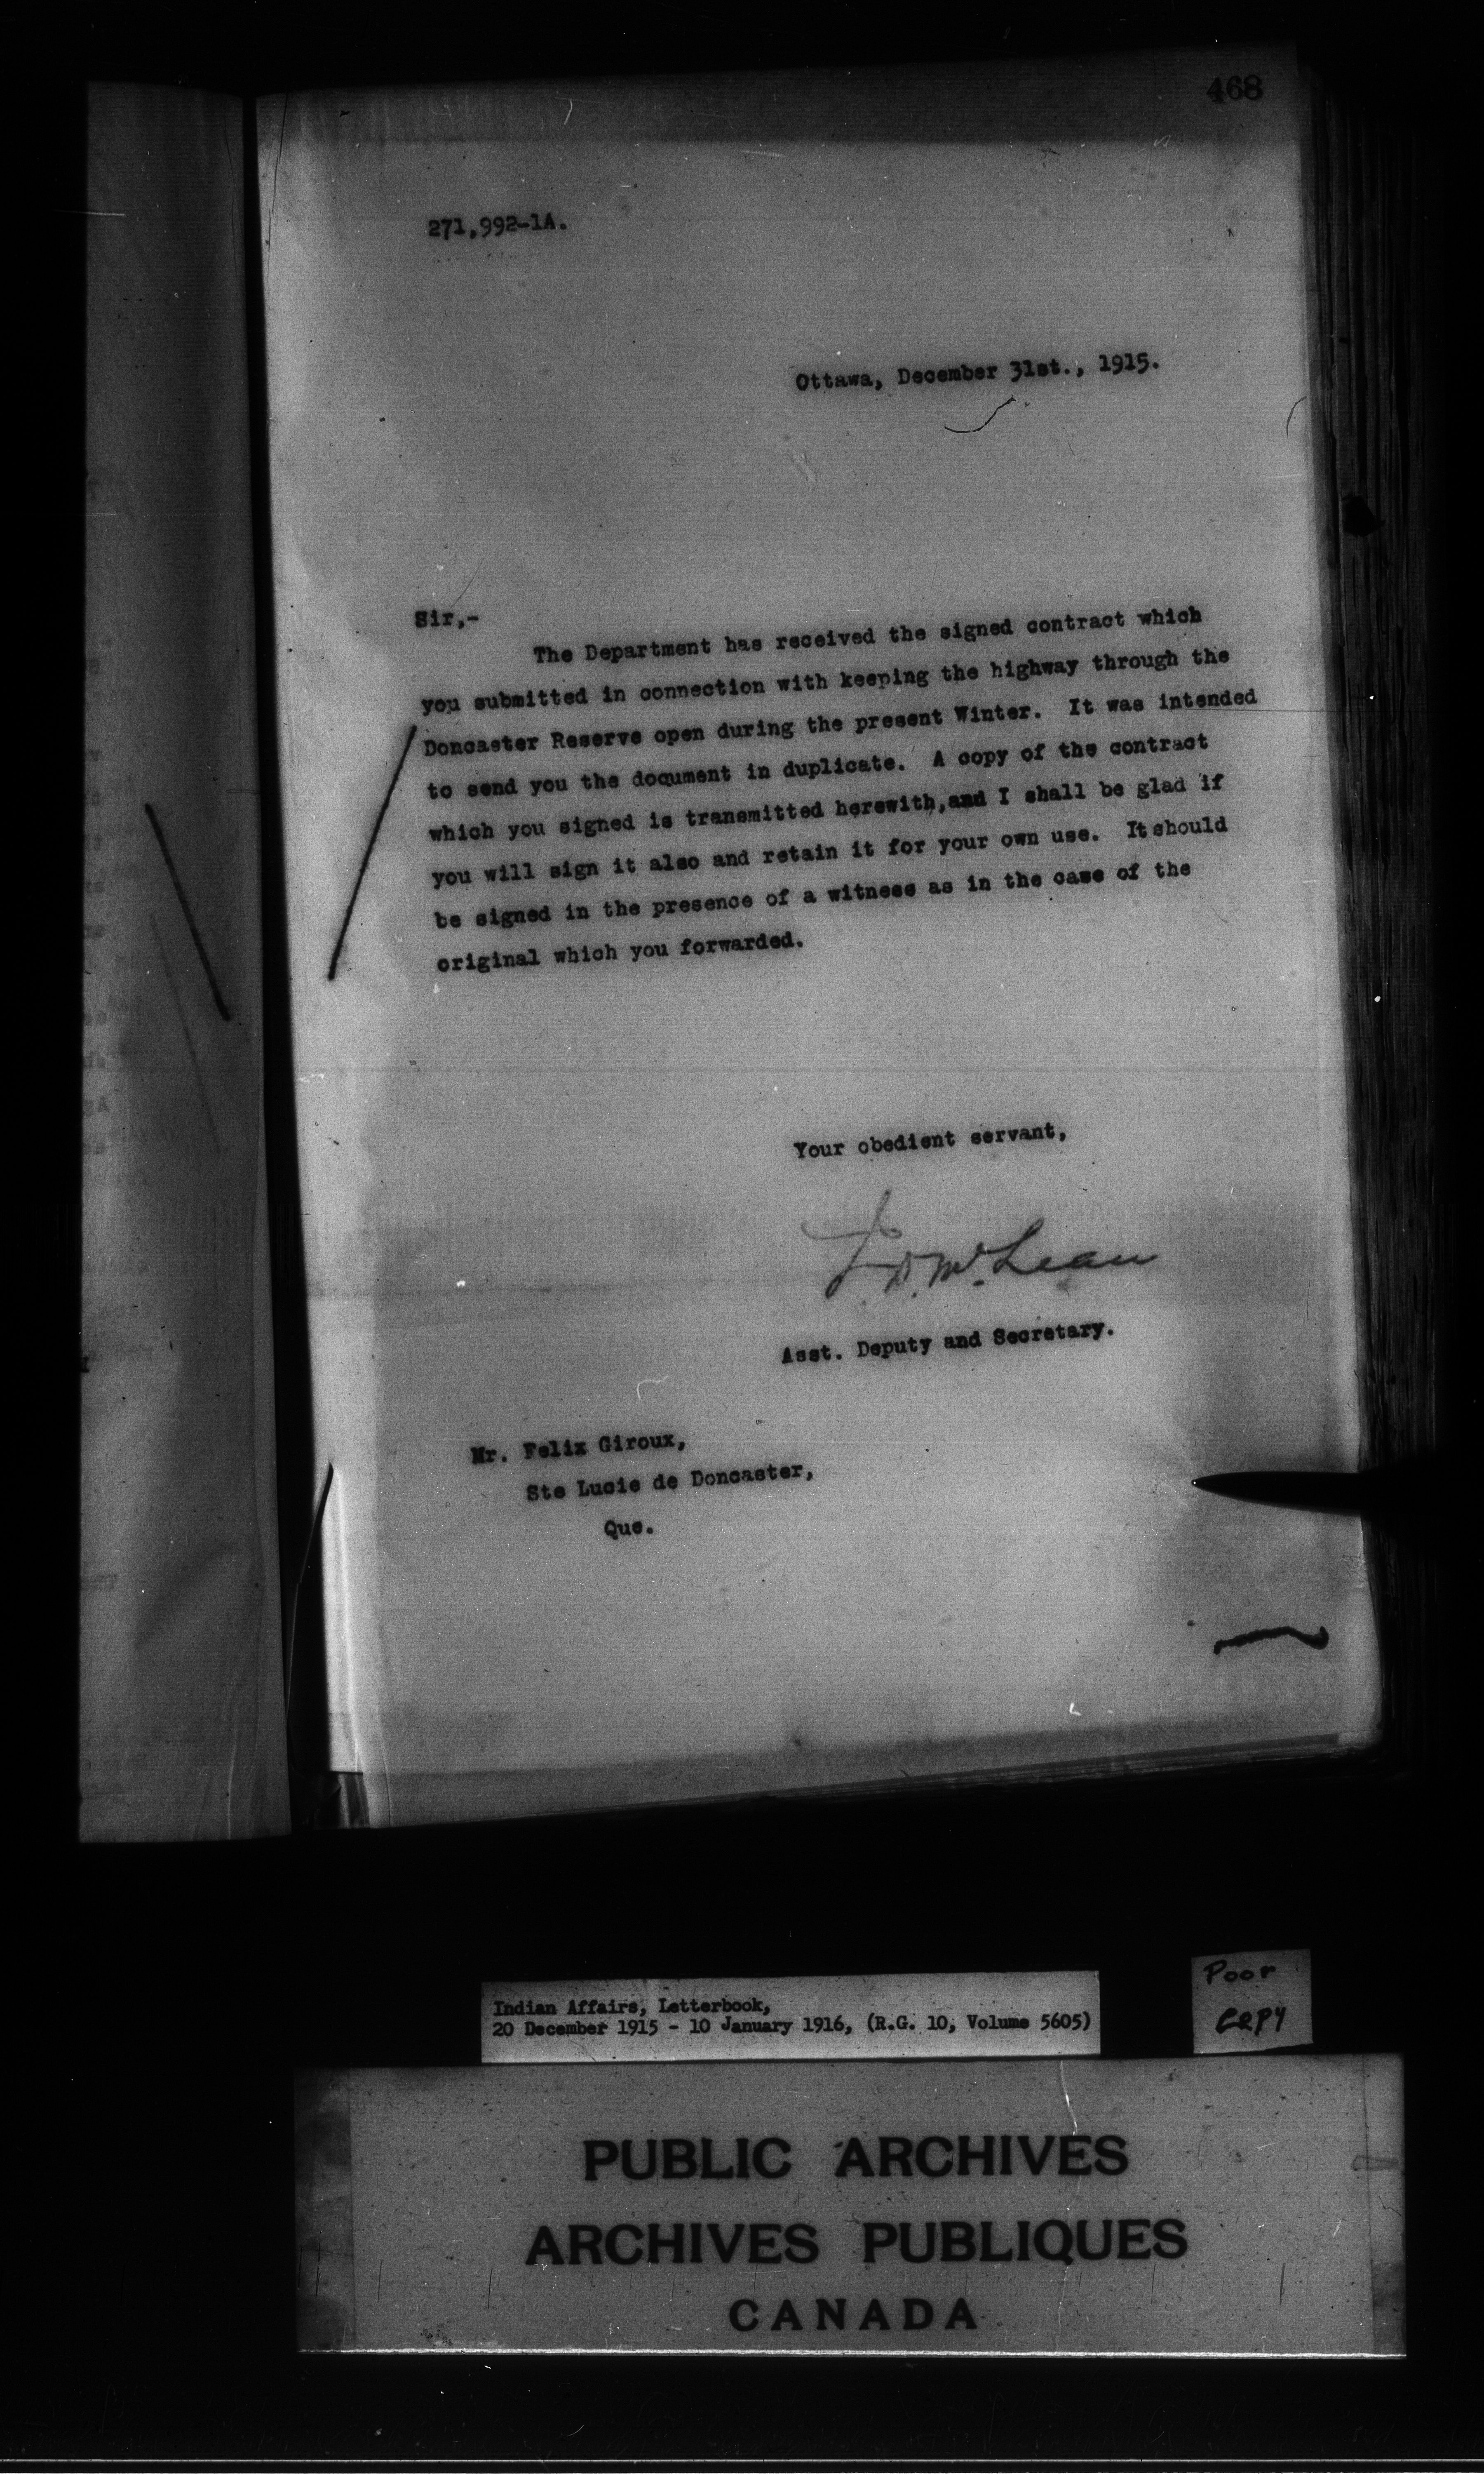 468
271,992-1A.
Ottawa, December 31st., 1915.
Sir,-
The Department has received the signed contract which
you submitted in connection with keeping the highway through the
Doncaster Reserve open during the present Winter. It was intended
to send you the document in duplicate. A copy of the contract
which you signed is transmitted herewith,and I shall be glad if
you will sign it also and retain it for your own use. It should
be signed in the presence of a witness as in the case of the
original which you forwarded.
Your obedient servant,
J. D. McLean
Asst. Deputy and Secretary.
Mr. Felix Giroux,
Ste Lucie de Doncaster,
Que.
Indian Affairs, Letterbook,
20 December 1915 - 10 January 1916, (R.G. 10, Volume 5605)
Poor
COPY
PUBLIC ARCHIVES
ARCHIVES PUBLIQUES
CANADA